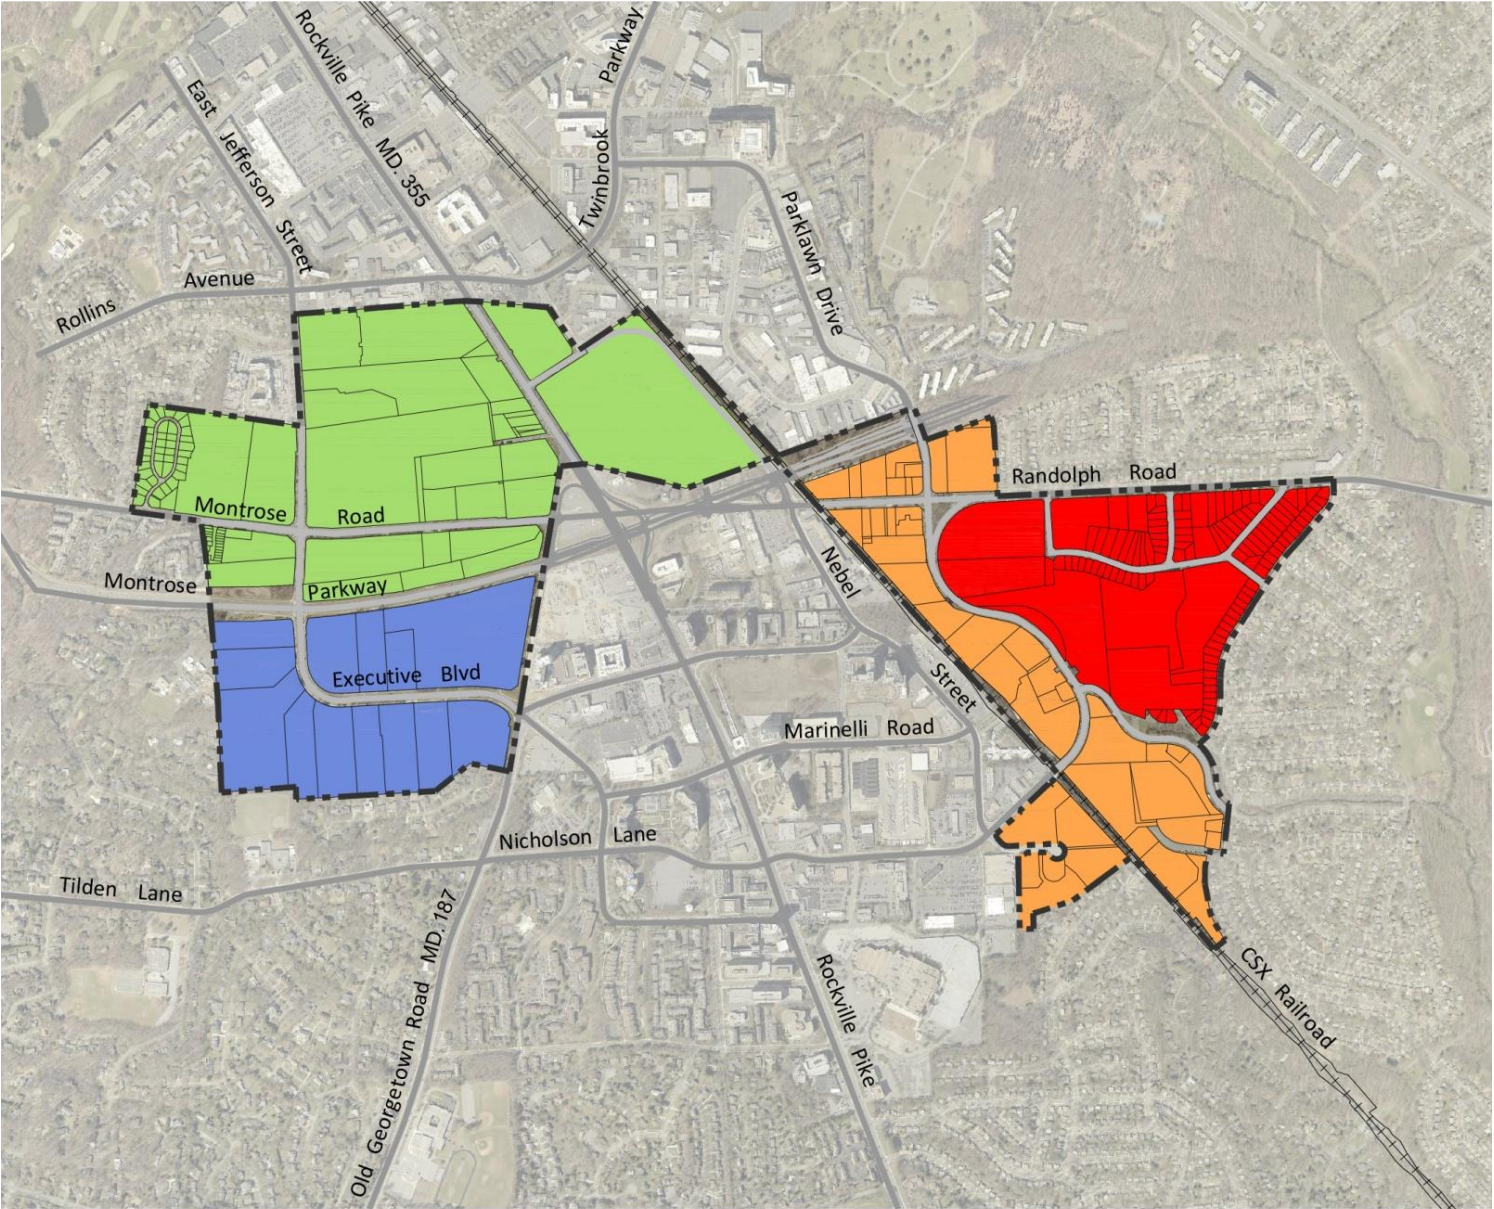 Rockville Pike MD. 355
Parkway
Twinbrook
East Jefferson Street
Parklawn Drive
Rollins Avenue
Randolph Road
Montrose Road
Montrose Parkway
Nebel Street
Executive Blvd
Marinelli Road
Nicholson Lane
Tilden Lane
Old Georgetown Road MD. 187
Rockville Pike
CSX Railroad